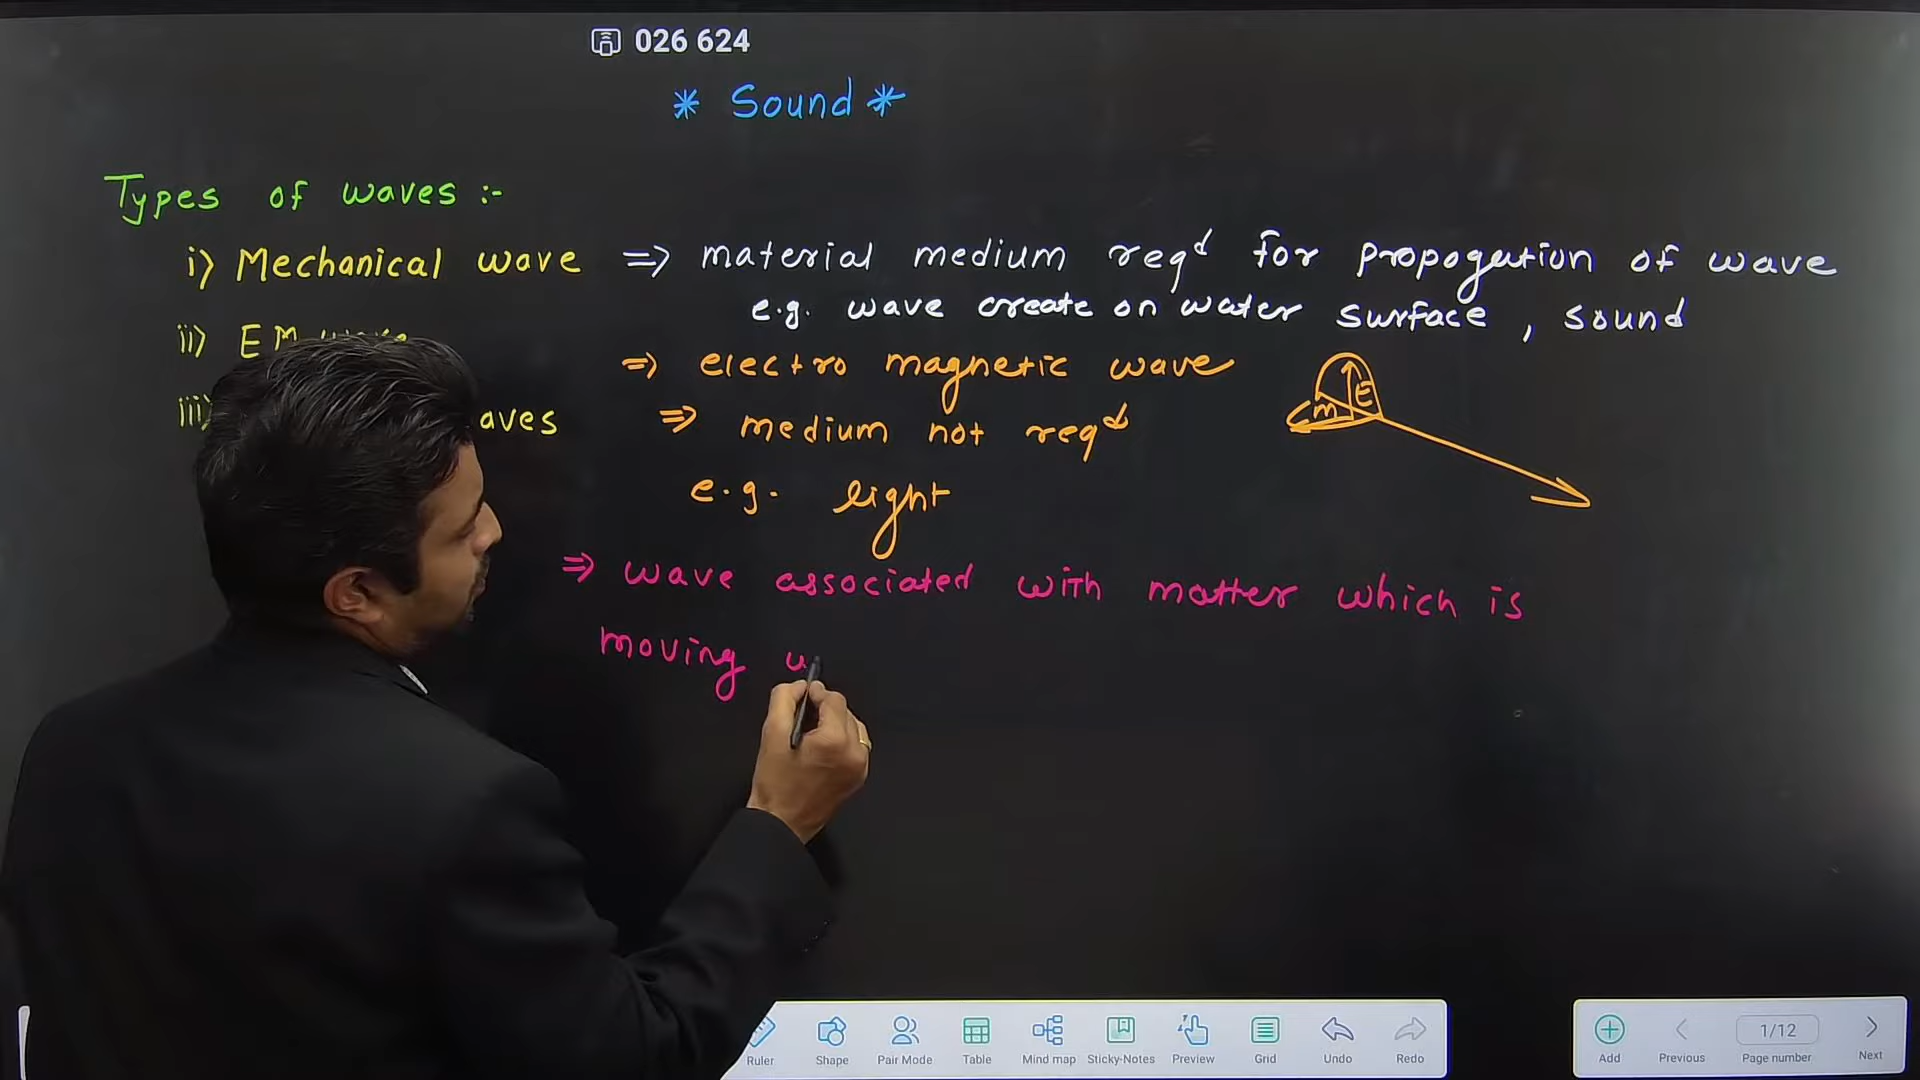 026 624
* Sound *
Types of waves :-
i) Mechanical wave => material medium reqd for propogation of wave
e.g. wave create on water surface, sound
ii) EM wave
=> electro magnetic wave
E
m
iii) aves => medium not reqd
e.g. light
=> wave associated with matter which is
moving
Ruler Shape Pair Mode Table Mind map Sticky-Notes Preview Grid Undo Redo Add Previous 1/12 Page number Next